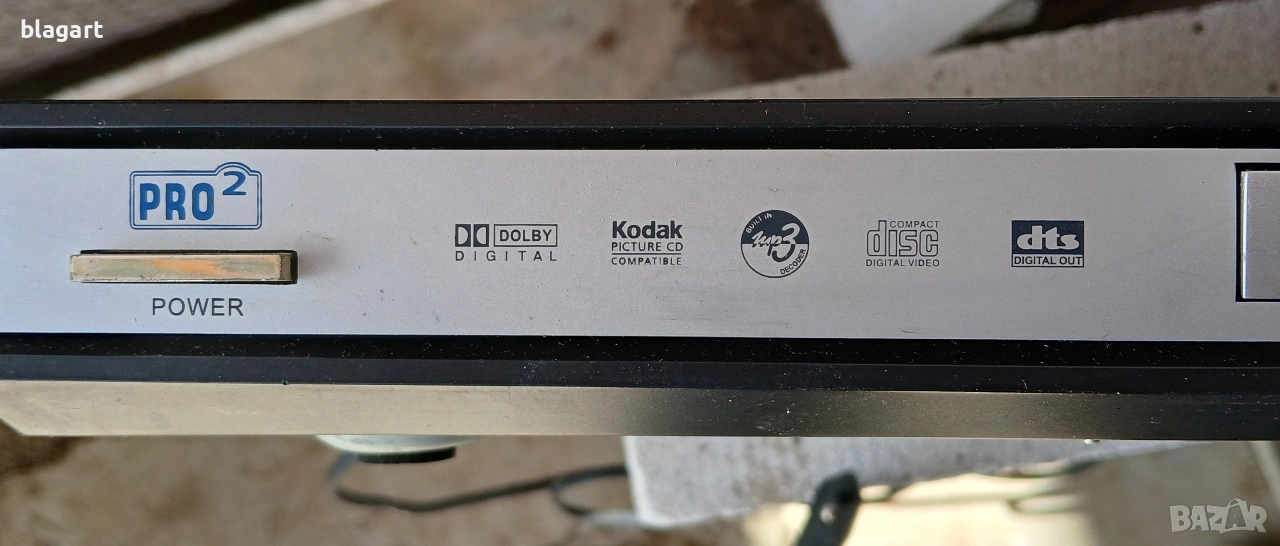 blagart
PRO2
POWER
DOLBY
DIGITAL
Kodak
PICTURE CD
COMPATIBLE
BUILT IN
mp3
DECODER
COMPACT
disc
DIGITAL VIDEO
dts
DIGITAL OUT
BAZAR